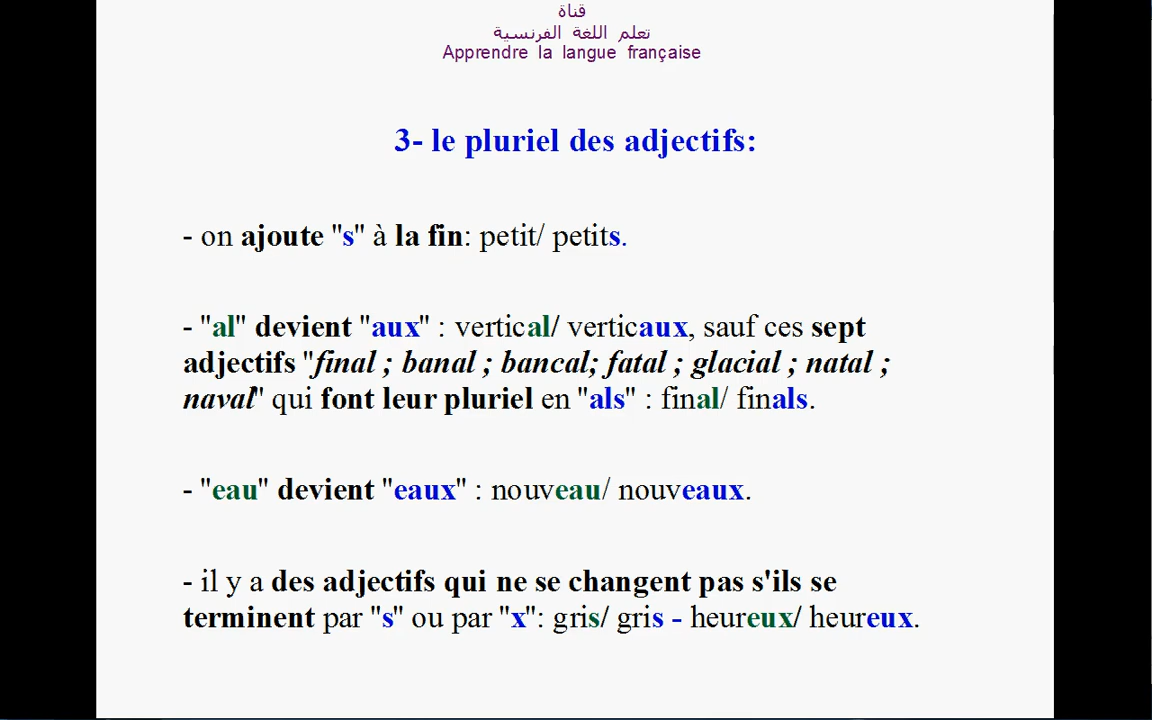 قناة
تعلم اللغة الفرنسية
Apprendre la langue française
3- le pluriel des adjectifs:
- on ajoute "s" à la fin: petit/ petits.
- "al" devient "aux" : vertical/ verticaux, sauf ces sept
adjectifs "final ; banal ; bancal; fatal ; glacial ; natal ;
naval" qui font leur pluriel en "als" : final/ finals.
- "eau" devient "eaux" : nouveau/ nouveaux.
- il y a des adjectifs qui ne se changent pas s'ils se
terminent par "s" ou par "x": gris/ gris - heureux/ heureux.